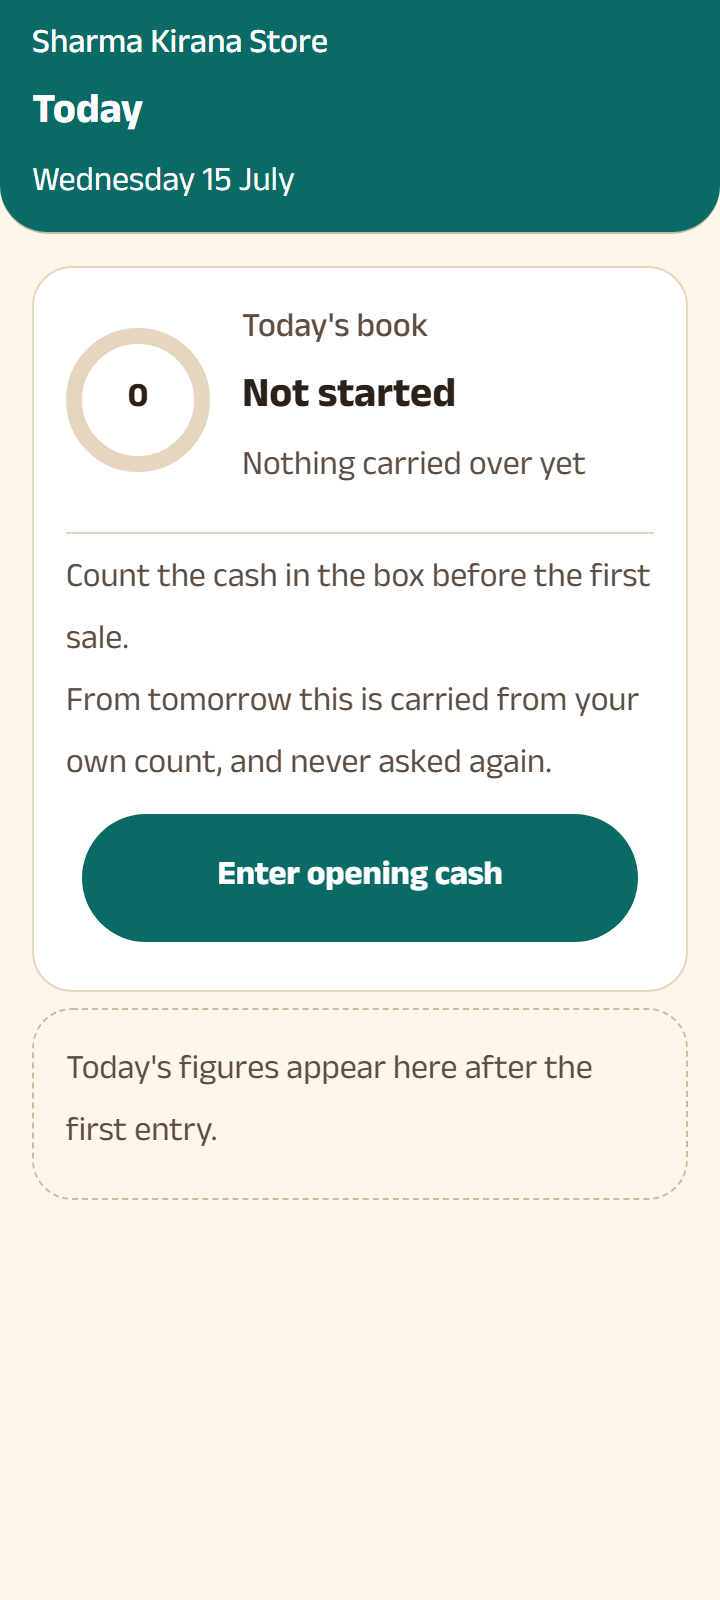 Sharma Kirana Store
Today
Wednesday 15 July
0
Today's book
Not started
Nothing carried over yet
Count the cash in the box before the first
sale.
From tomorrow this is carried from your
own count, and never asked again.
Enter opening cash
Today's figures appear here after the
first entry.